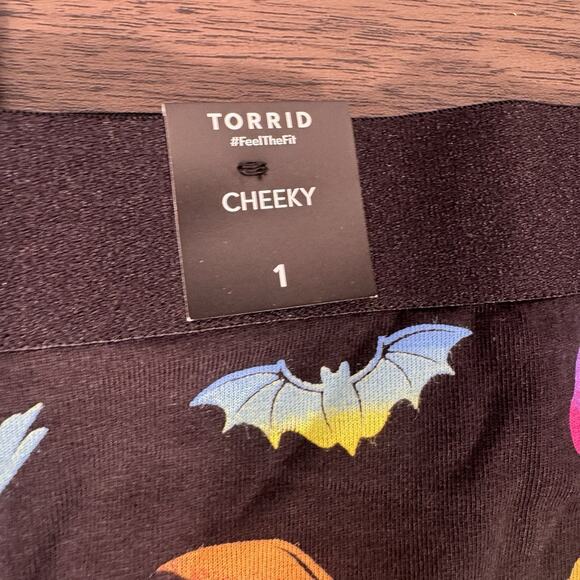 TORRID
#FeelTheFit
CHEEKY
1